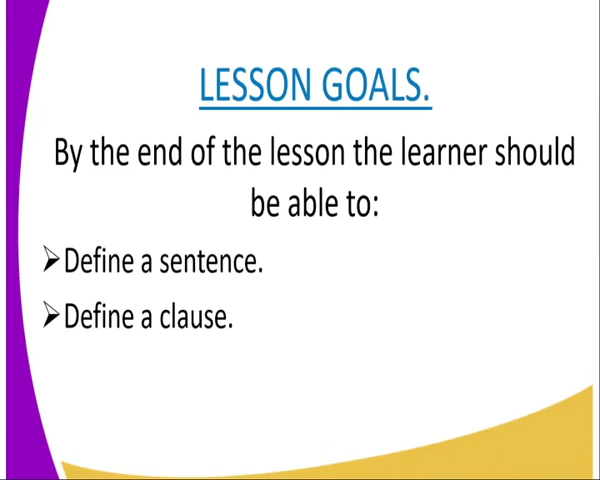 LESSON GOALS.
By the end of the lesson the learner should
be able to:
➢Define a sentence.
➢Define a clause.